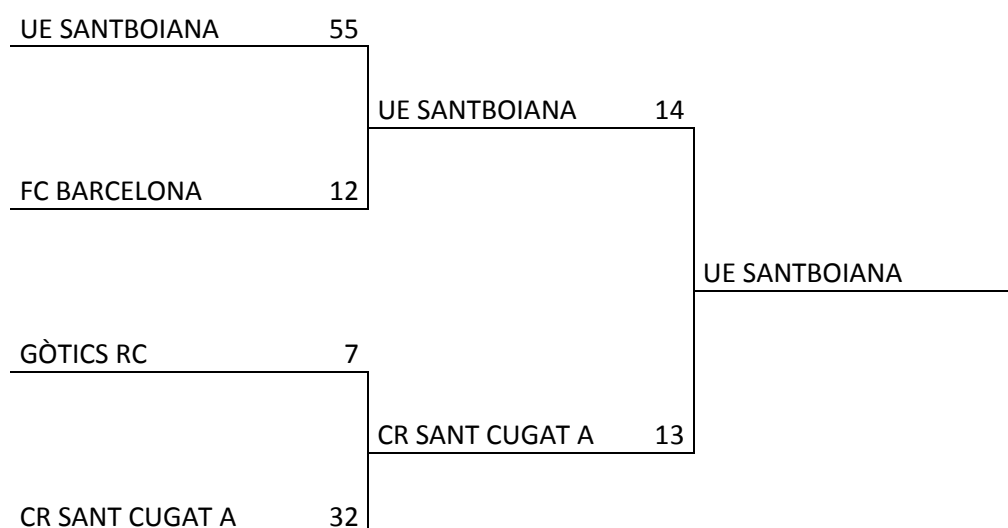 UE SANTBOIANA 55
UE SANTBOIANA 14
FC BARCELONA 12
UE SANTBOIANA
GÒTICS RC 7
CR SANT CUGAT A 13
CR SANT CUGAT A 32